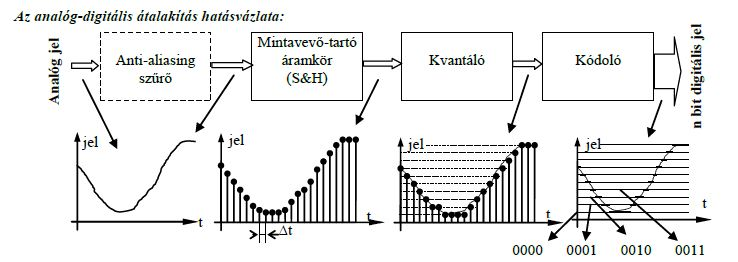 Az analóg-digitális átalakítás hatásvázlata:
Analóg jel
Anti-aliasing
szűrő
Mintavevő-tartó
áramkör
(S&H)
Kvantáló
Kódoló
n bit digitális jel
jel
t
Δt
jel
t
jel
t
jel
t
0000
0001
0010
0011